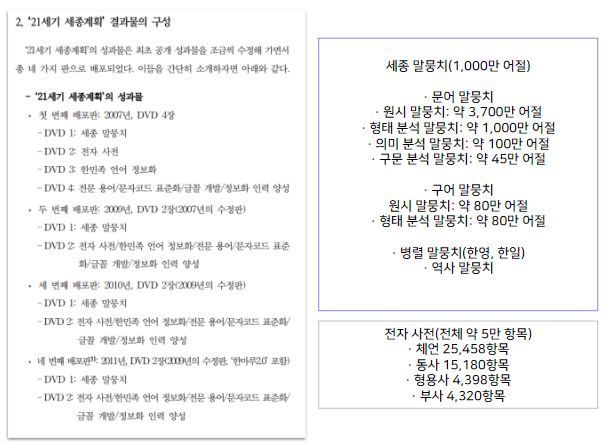 2. ‘21세기 세종계획’ 결과물의 구성
‘21세기 세종계획’의 성과물은 최초 공개 성과물을 조금씩 수정해 가면서
총 네 가지 판으로 배포되었다. 이들을 간단히 소개하자면 아래와 같다.
- ‘21세기 세종계획’의 성과물
• 첫 번째 배포판: 2007년, DVD 4장
- DVD 1: 세종 말뭉치
- DVD 2: 전자 사전
- DVD 3: 한민족 언어 정보화
- DVD 4: 전문 용어/문자코드 표준화/글꼴 개발/정보화 인력 양성
• 두 번째 배포판: 2009년, DVD 2장(2007년의 수정판)
- DVD 1: 세종 말뭉치
- DVD 2: 전자 사전/한민족 언어 정보화/전문 용어/문자코드 표준
화/글꼴 개발/정보화 인력 양성
• 세 번째 배포판: 2010년, DVD 2장(2009년의 수정판)
- DVD 1: 세종 말뭉치
- DVD 2: 전자 사전/한민족 언어 정보화/전문 용어/문자코드 표준화/
글꼴 개발/정보화 인력 양성
• 네 번째 배포판1): 2011년, DVD 2장(2009년의 수정판, ‘한마루2.0’ 포함)
- DVD 1: 세종 말뭉치
- DVD 2: 전자 사전/한민족 언어 정보화/전문 용어/문자코드 표준화/
글꼴 개발/정보화 인력 양성
세종 말뭉치(1,000만 어절)
· 문어 말뭉치
· 원시 말뭉치: 약 3,700만 어절
· 형태 분석 말뭉치: 약 1,000만 어절
· 의미 분석 말뭉치: 약 100만 어절
· 구문 분석 말뭉치: 약 45만 어절
· 구어 말뭉치
원시 말뭉치: 약 80만 어절
· 형태 분석 말뭉치: 약 80만 어절
· 병렬 말뭉치(한영, 한일)
· 역사 말뭉치
전자 사전(전체 약 5만 항목)
· 체언 25,458항목
· 동사 15,180항목
· 형용사 4,398항목
· 부사 4,320항목